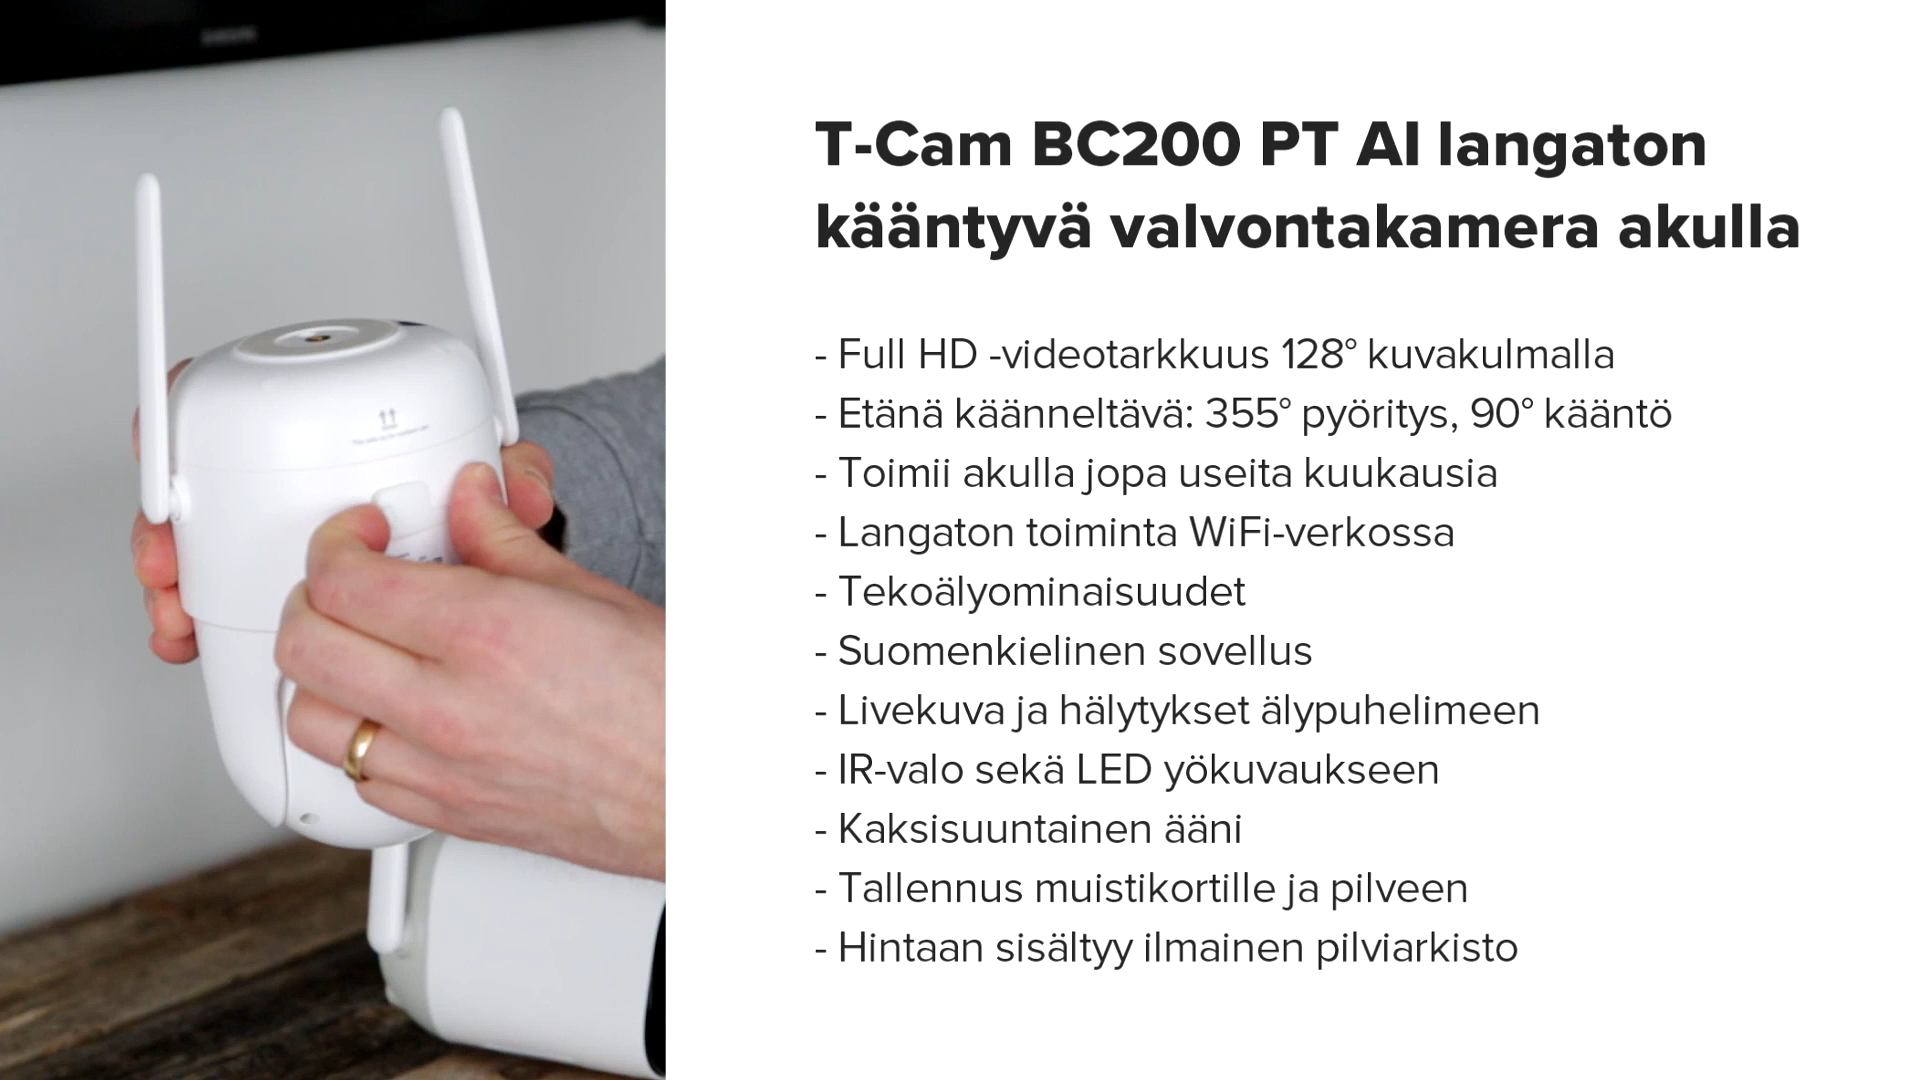 T-Cam BC200 PT AI langaton
kääntyvä valvontakamera akulla
- Full HD -videotarkkuus 128° kuvakulmalla
- Etänä käänneltävä: 355° pyöritys, 90° kääntö
- Toimii akulla jopa useita kuukausia
- Langaton toiminta WiFi-verkossa
- Tekoälyominaisuudet
- Suomenkielinen sovellus
- Livekuva ja hälytykset älypuhelimeen
- IR-valo sekä LED yökuvaukseen
- Kaksisuuntainen ääni
- Tallennus muistikortille ja pilveen
- Hintaan sisältyy ilmainen pilviarkisto